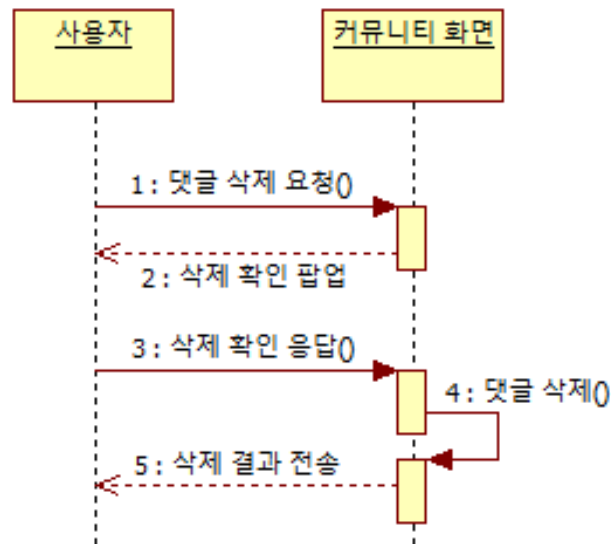 사용자
커뮤니티 화면
1 : 댓글 삭제 요청()
2 : 삭제 확인 팝업
3 : 삭제 확인 응답()
4 : 댓글 삭제()
5 : 삭제 결과 전송